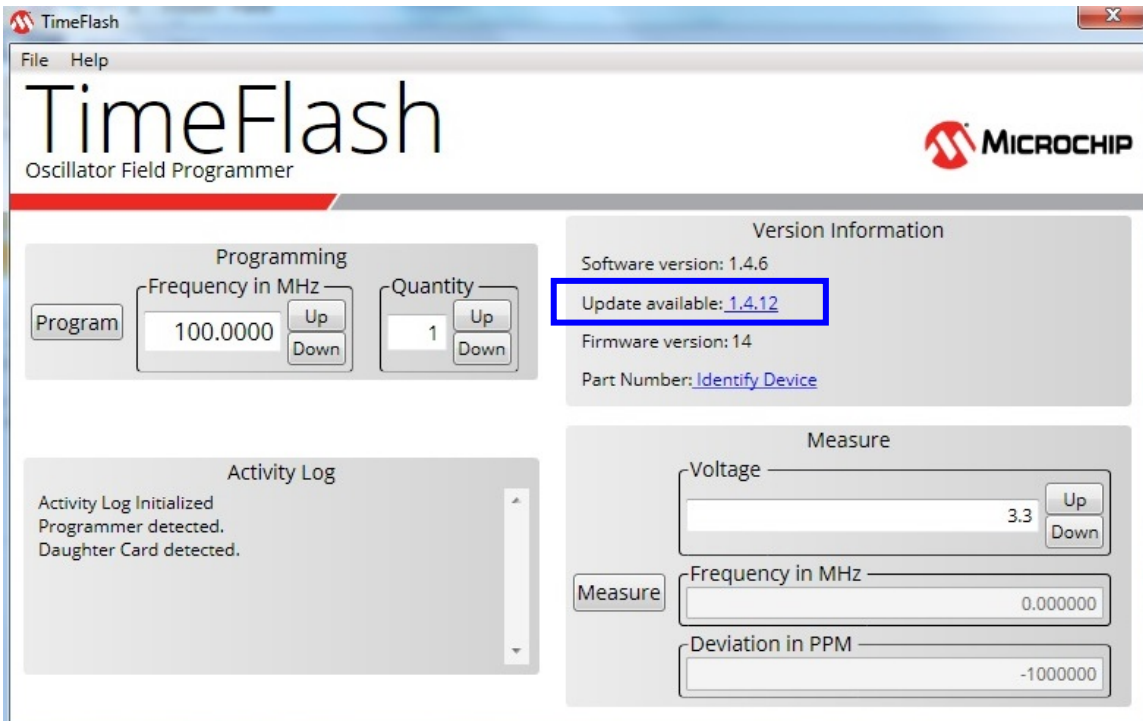 TimeFlash
File Help
TimeFlash
Oscillator Field Programmer
MICROCHIP
Programming
Frequency in MHz
Quantity
Program
100.0000
Up
Down
1
Up
Down
Version Information
Software version: 1.4.6
Update available: 1.4.12
Firmware version: 14
Part Number: Identify Device
Activity Log
Activity Log Initialized
Programmer detected.
Daughter Card detected.
Measure
Voltage
3.3
Up
Down
Measure
Frequency in MHz
0.000000
Deviation in PPM
-1000000